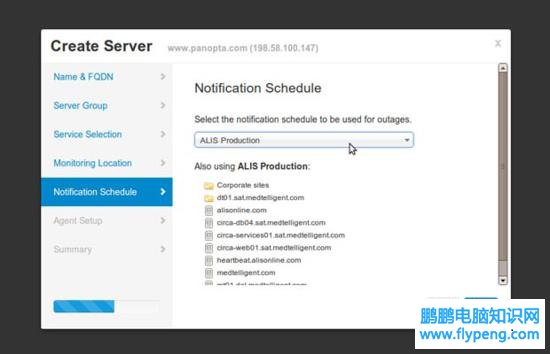 Create Server www.panopta.com (198.58.100.147) x
Name & FQDN
Server Group
Service Selection
Monitoring Location
Notification Schedule
Agent Setup
Summary
Notification Schedule
Select the notification schedule to be used for outages.
ALIS Production
Also using ALIS Production:
Corporate sites
dt01.sat.medtelligent.com
alisonline.com
circa-db04.sat.medtelligent.com
circa-services01.sat.medtelligent.com
circa-web01.sat.medtelligent.com
heartbeat.alisonline.com
medtelligent.com
鹏鹏电脑知识网
www.flypeng.com